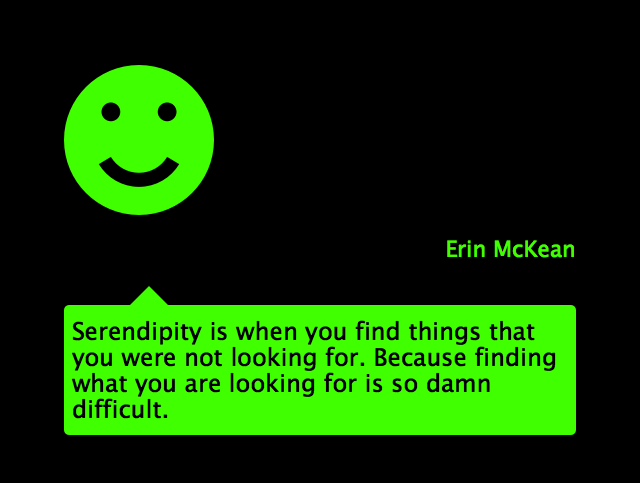 Erin McKean
Serendipity is when you find things that
you were not looking for. Because finding
what you are looking for is so damn
difficult.